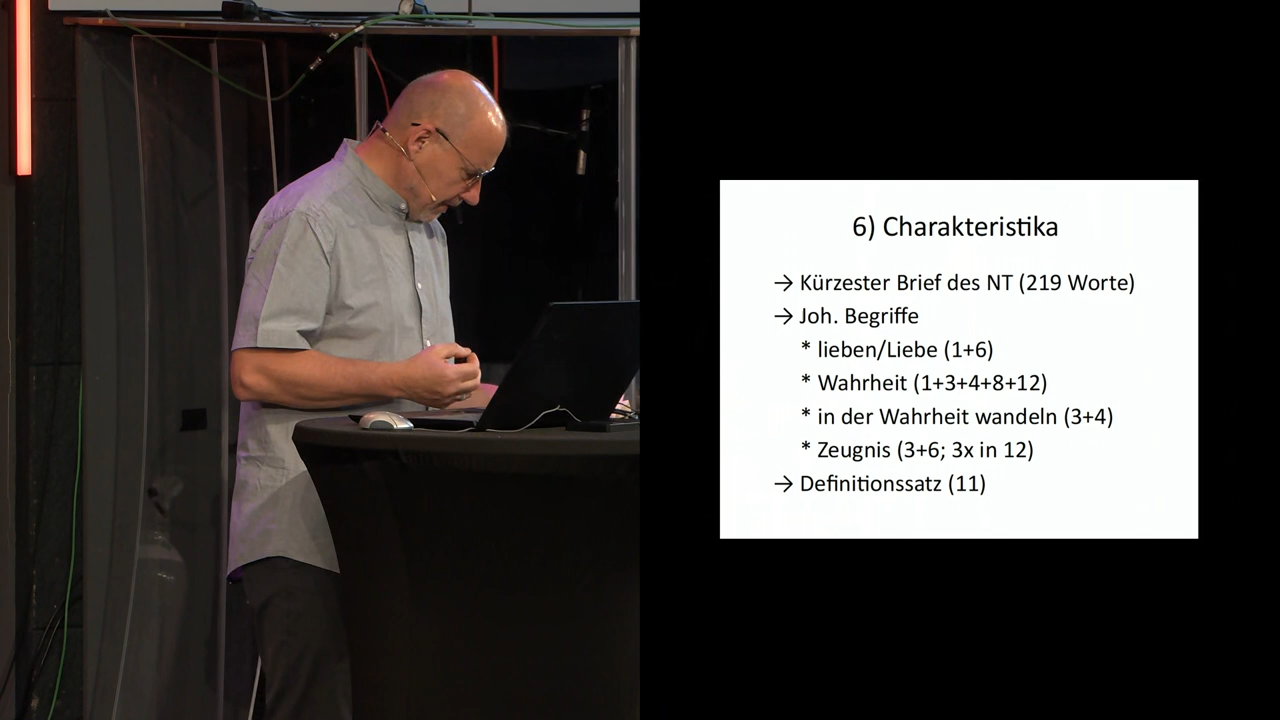 6) Charakteristika
→ Kürzester Brief des NT (219 Worte)
→ Joh. Begriffe
* lieben/Liebe (1+6)
* Wahrheit (1+3+4+8+12)
* in der Wahrheit wandeln (3+4)
* Zeugnis (3+6; 3x in 12)
→ Definitionssatz (11)